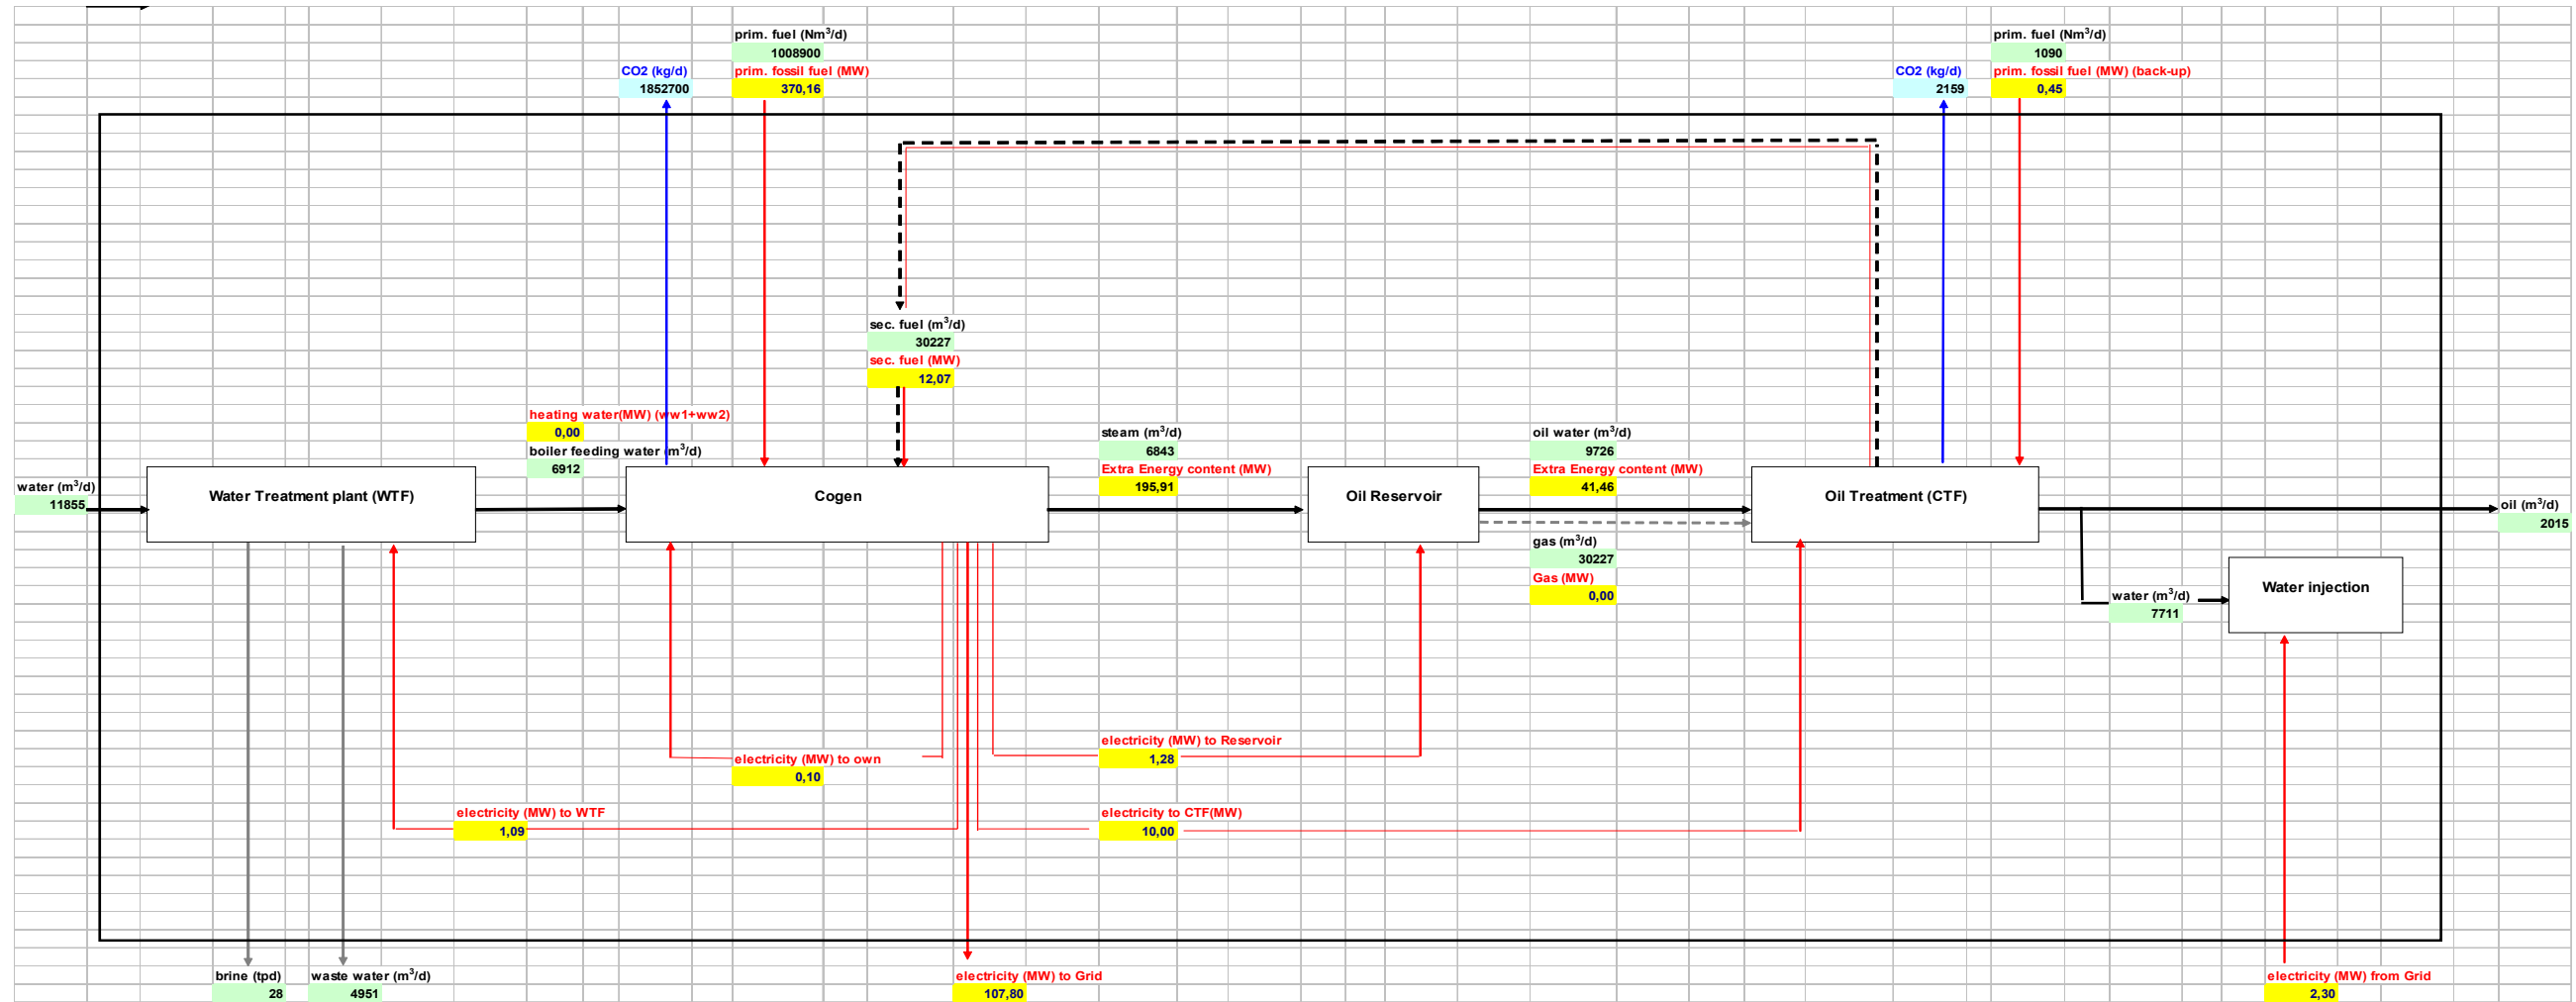 prim. fuel (Nm³/d)
1008900
CO2 (kg/d)
prim. fossil fuel (MW)
1852700
370,16
prim. fuel (Nm³/d)
1090
CO2 (kg/d)
prim. fossil fuel (MW) (back-up)
2159
0,45
sec. fuel (m³/d)
30227
sec. fuel (MW)
12,07
heating water(MW) (ww1+ww2)
0,00
boiler feeding water (m³/d)
6912
steam (m³/d)
6843
Extra Energy content (MW)
195,91
oil water (m³/d)
9726
Extra Energy content (MW)
41,46
water (m³/d)
11855
Water Treatment plant (WTF)
Cogen
Oil Reservoir
Oil Treatment (CTF)
oil (m³/d)
2015
gas (m³/d)
30227
Gas (MW)
0,00
Water injection
water (m³/d)
7711
electricity (MW) to own
0,10
electricity (MW) to Reservoir
1,28
electricity (MW) to WTF
1,09
electricity to CTF(MW)
10,00
brine (tpd)
28
waste water (m³/d)
4951
electricity (MW) to Grid
107,80
electricity (MW) from Grid
2,30